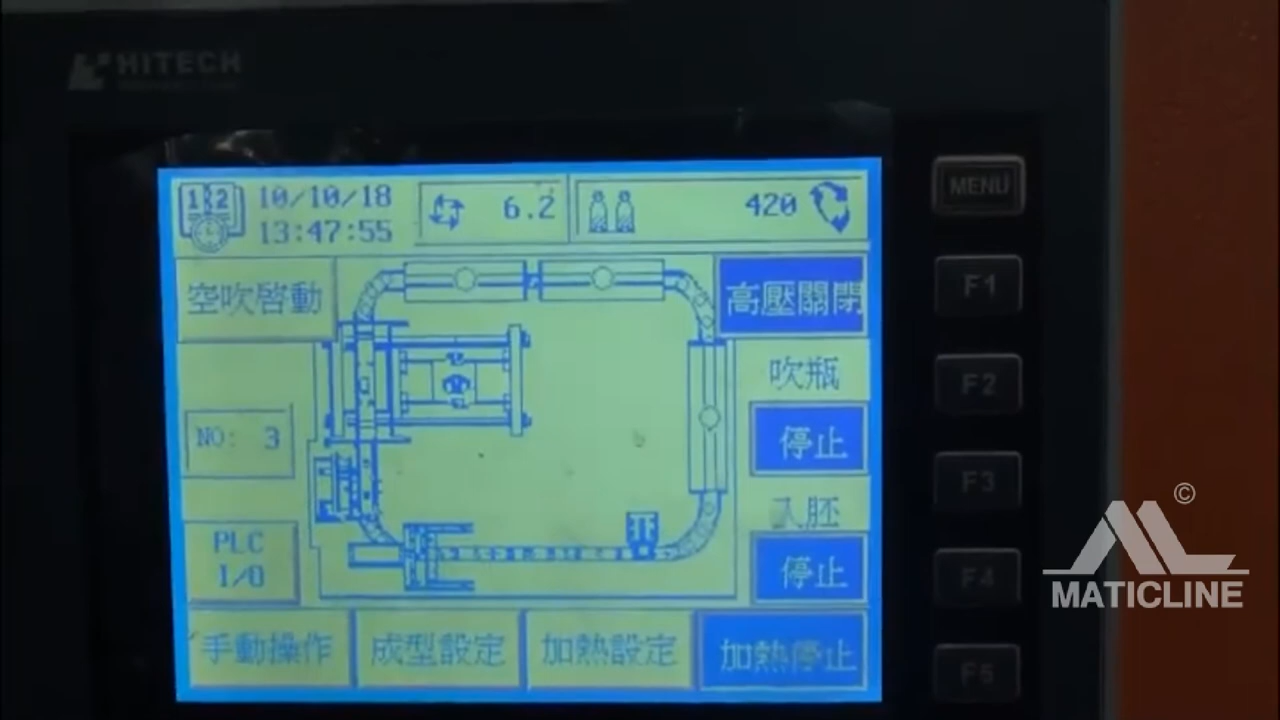 HITECH
10/10/18
13:47:55
6.2
420
MENU
F1
F2
F3
F4
F5
空吹啓動
高壓關閉
吹瓶
停止
NO: 3
入胚
停止
PLC
I/O
手動操作
成型設定
加熱設定
加熱停止
©
MATICLINE